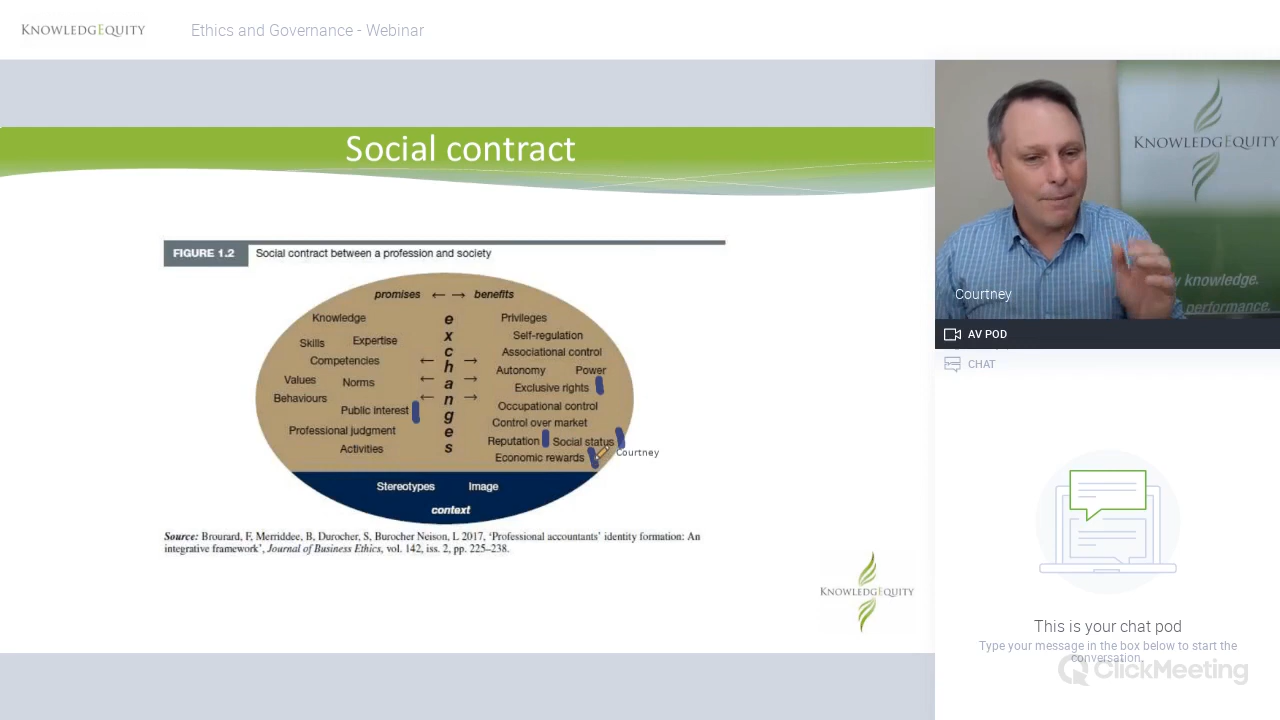 KNOWLEDGEQUITY
Ethics and Governance - Webinar
Social contract
FIGURE 1.2
Social contract between a profession and society
promises ←→ benefits
Knowledge
Privileges
Skills
Expertise
Self-regulation
Competencies
Associational control
Values
Norms
Autonomy
Power
Behaviours
Exclusive rights
Public interest
Occupational control
Professional judgment
Control over market
Activities
Reputation
Social status
Economic rewards
exchanges
Courtney
Stereotypes
Image
context
Source: Brourard, F, Merriddee, B, Durocher, S, Burocher Neison, L 2017, 'Professional accountants' identity formation: An
integrative framework', Journal of Business Ethics, vol. 142, iss. 2, pp. 225–238.
KNOWLEDGEQUITY
KNOWLEDGEQUITY
y knowledge.
performance.
Courtney
AV POD
CHAT
This is your chat pod
Type your message in the box below to start the
conversation.
ClickMeeting